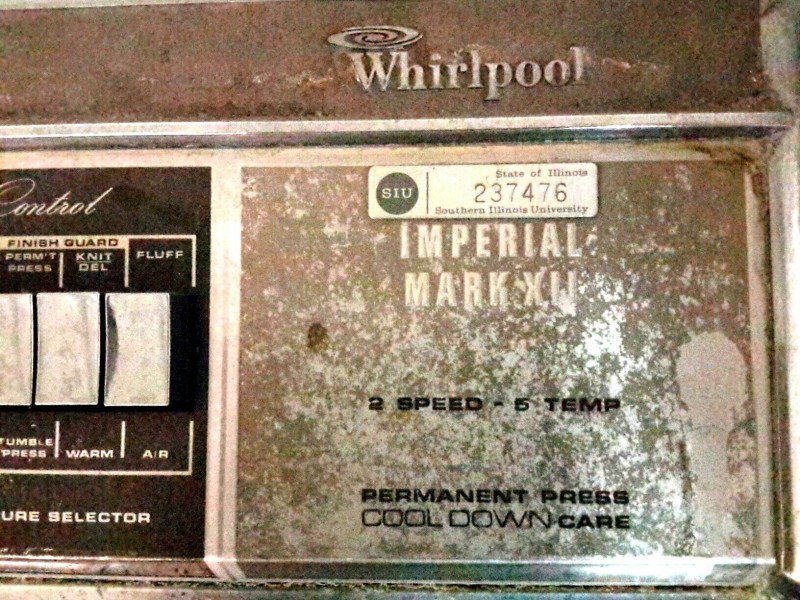 Whirlpool
SIU
State of Illinois
237476
Southern Illinois University
IMPERIAL
MARK XII
2 SPEED - 5 TEMP
PERMANENT PRESS
COOL DOWN CARE
Control
FINISH GUARD
PERM'T PRESS
KNIT DEL
FLUFF
TUMBLE PRESS
WARM
AIR
URE SELECTOR